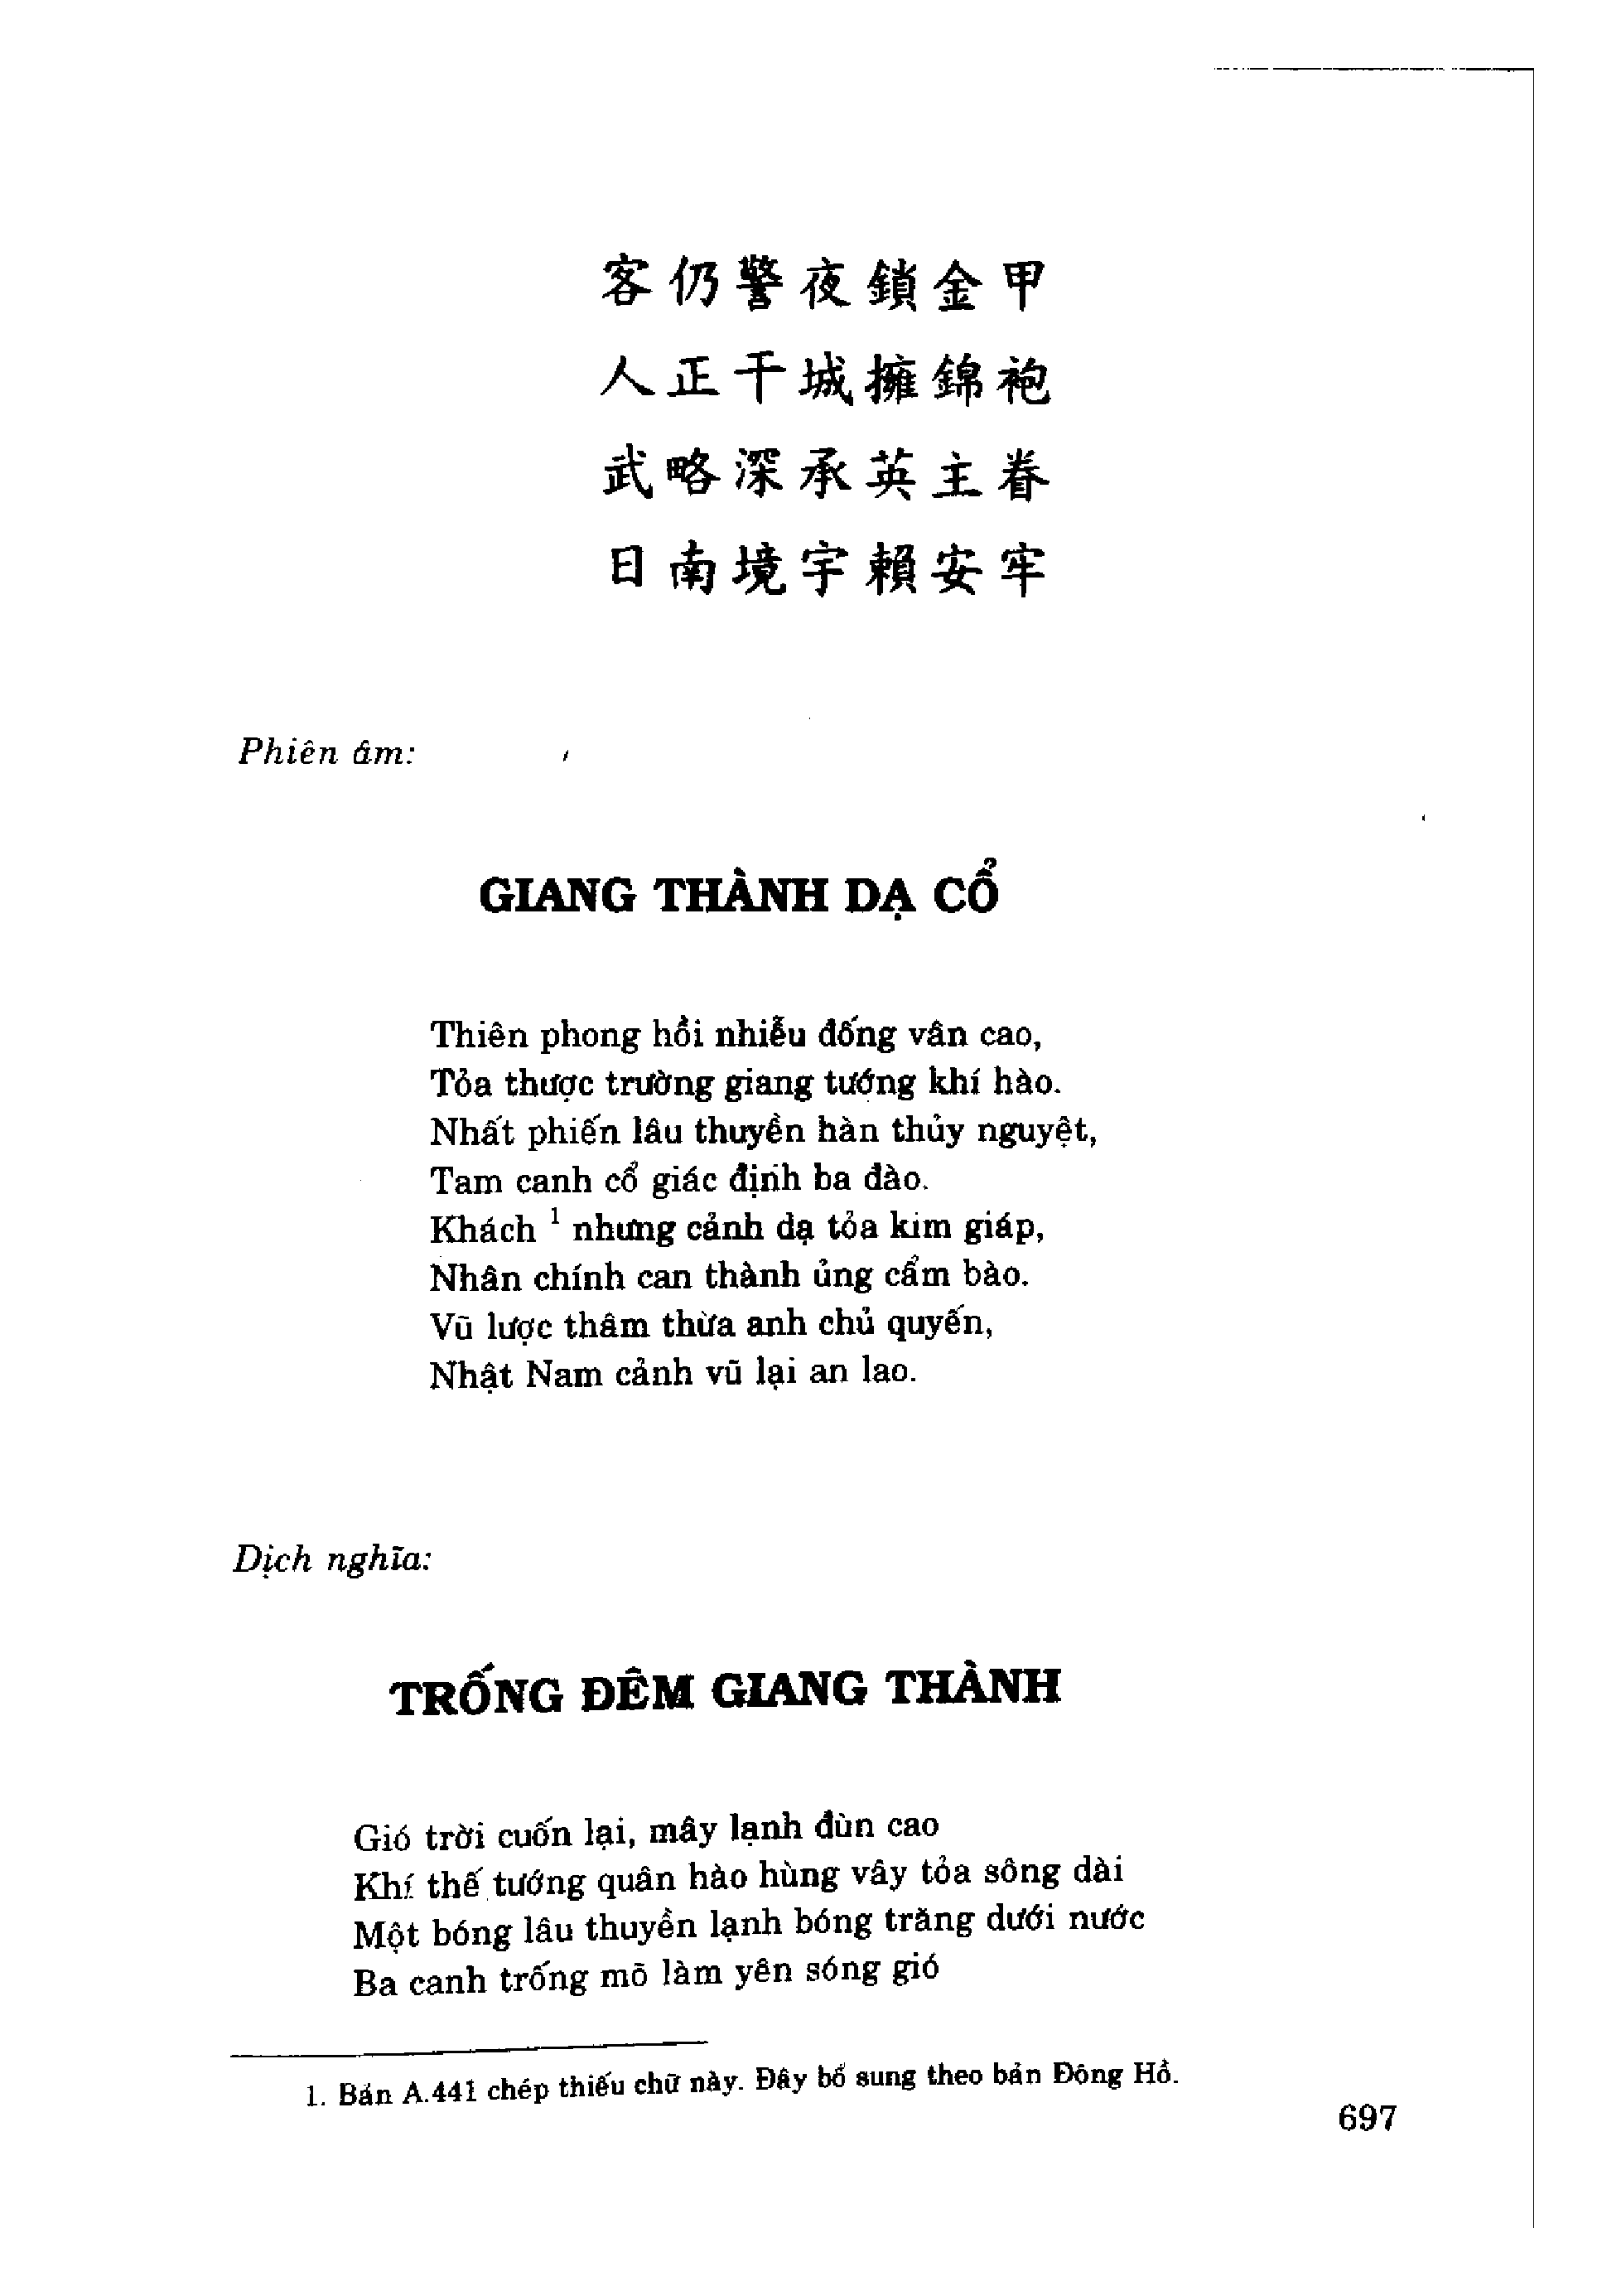 客仍警夜鎖金甲
人正干城擁錦袍
武略深承英主眷
日南境宇賴安牢
Phiên âm:
GIANG THÀNH DẠ CỔ
Thiên phong hồi nhiễu đống vân cao,
Tỏa thược trường giang tướng khí hào.
Nhất phiến lâu thuyền hàn thủy nguyệt,
Tam canh cổ giác định ba đào.
Khách ¹ nhưng cảnh dạ tỏa kim giáp,
Nhân chính can thành ủng cẩm bào.
Vũ lược thâm thừa anh chủ quyến,
Nhật Nam cảnh vũ lại an lao.
Dịch nghĩa:
TRỐNG ĐÊM GIANG THÀNH
Gió trời cuốn lại, mây lạnh đùn cao
Khí thế tướng quân hào hùng vây tỏa sông dài
Một bóng lâu thuyền lạnh bóng trăng dưới nước
Ba canh trống mõ làm yên sóng gió
1. Bản A.441 chép thiếu chữ này. Đây bổ sung theo bản Đông Hồ.
697